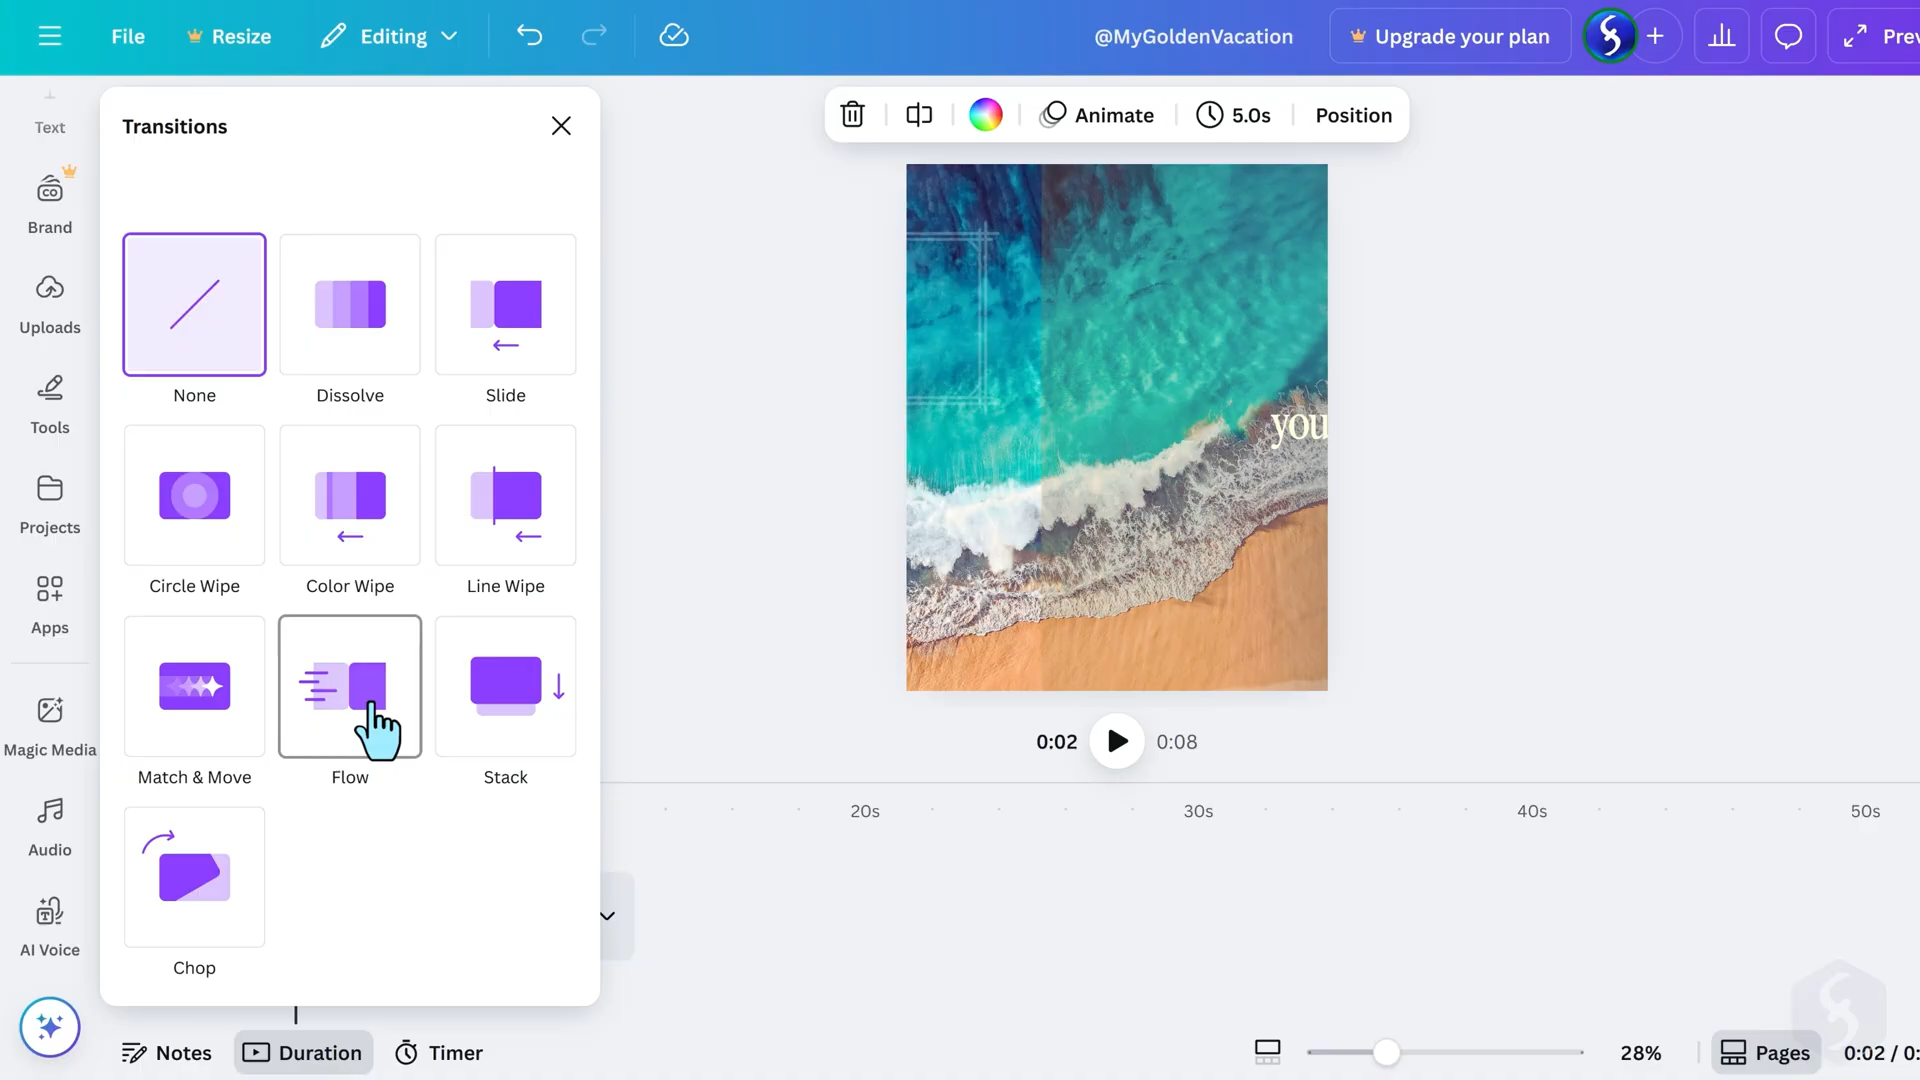 File
Resize
Editing
@MyGoldenVacation
Upgrade your plan
Text
Brand
Uploads
Tools
Projects
Apps
Magic Media
Audio
AI Voice
Transitions
None
Dissolve
Slide
Circle Wipe
Color Wipe
Line Wipe
Match & Move
Flow
Stack
Chop
Animate
5.0s
Position
you
0:02
0:08
20s
30s
40s
50s
Notes
Duration
Timer
28%
Pages
0:02 / 0: